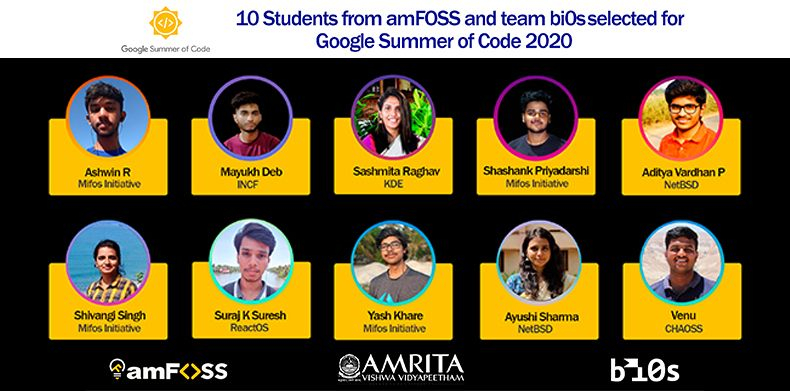 10 Students from amFOSS and team bi0s selected for
Google Summer of Code 2020
Google Summer of Code
Ashwin R
Mifos Initiative
Mayukh Deb
INCF
Sashmita Raghav
KDE
Shashank Priyadarshi
Mifos Initiative
Aditya Vardhan P
NetBSD
Shivangi Singh
Mifos Initiative
Suraj K Suresh
ReactOS
Yash Khare
Mifos Initiative
Ayushi Sharma
NetBSD
Venu
CHAOSS
amFOSS
AMRITA
VISHWA VIDYAPEETHAM
bi0s